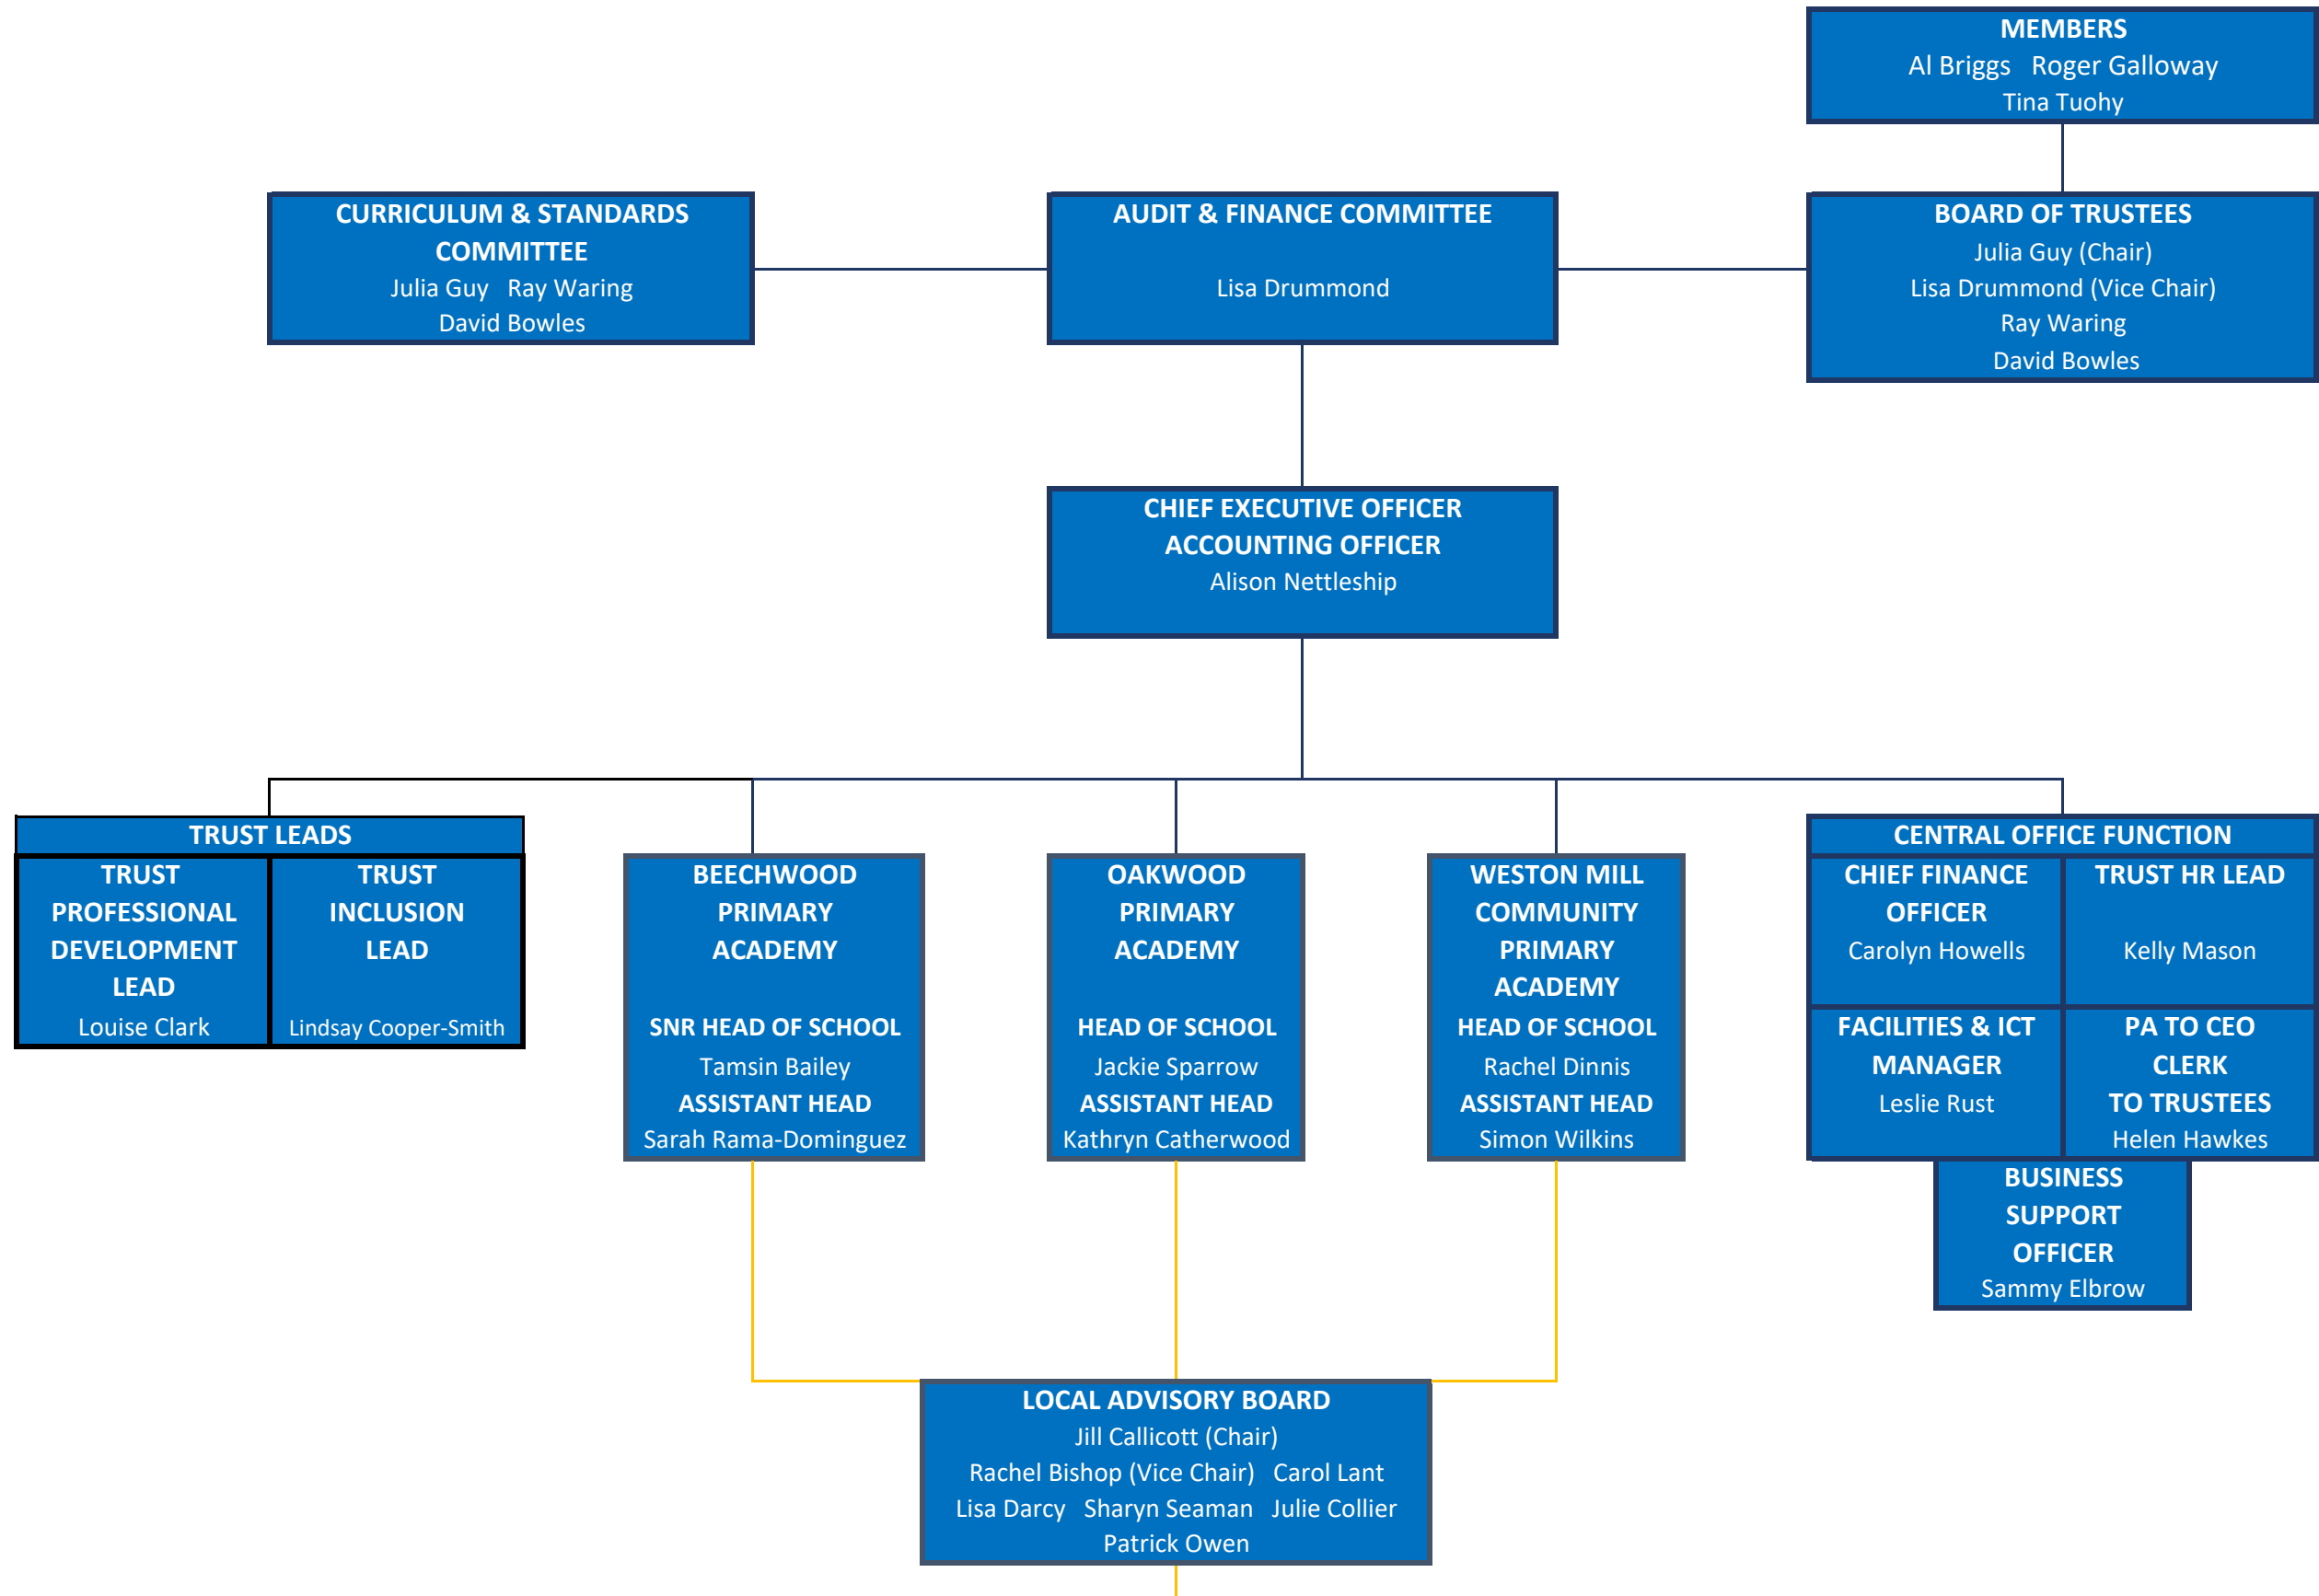 MEMBERS
Al Briggs Roger Galloway
Tina Tuohy
CURRICULUM & STANDARDS
COMMITTEE
Julia Guy Ray Waring
David Bowles
AUDIT & FINANCE COMMITTEE
Lisa Drummond
BOARD OF TRUSTEES
Julia Guy (Chair)
Lisa Drummond (Vice Chair)
Ray Waring
David Bowles
CHIEF EXECUTIVE OFFICER
ACCOUNTING OFFICER
Alison Nettleship
TRUST LEADS
TRUST
PROFESSIONAL
DEVELOPMENT
LEAD
Louise Clark
TRUST
INCLUSION
LEAD
Lindsay Cooper-Smith
BEECHWOOD
PRIMARY
ACADEMY
SNR HEAD OF SCHOOL
Tamsin Bailey
ASSISTANT HEAD
Sarah Rama-Dominguez
OAKWOOD
PRIMARY
ACADEMY
HEAD OF SCHOOL
Jackie Sparrow
ASSISTANT HEAD
Kathryn Catherwood
WESTON MILL
COMMUNITY
PRIMARY
ACADEMY
HEAD OF SCHOOL
Rachel Dinnis
ASSISTANT HEAD
Simon Wilkins
CENTRAL OFFICE FUNCTION
CHIEF FINANCE
OFFICER
Carolyn Howells
TRUST HR LEAD
Kelly Mason
FACILITIES & ICT
MANAGER
Leslie Rust
PA TO CEO
CLERK
TO TRUSTEES
Helen Hawkes
BUSINESS
SUPPORT
OFFICER
Sammy Elbrow
LOCAL ADVISORY BOARD
Jill Callicott (Chair)
Rachel Bishop (Vice Chair) Carol Lant
Lisa Darcy Sharyn Seaman Julie Collier
Patrick Owen